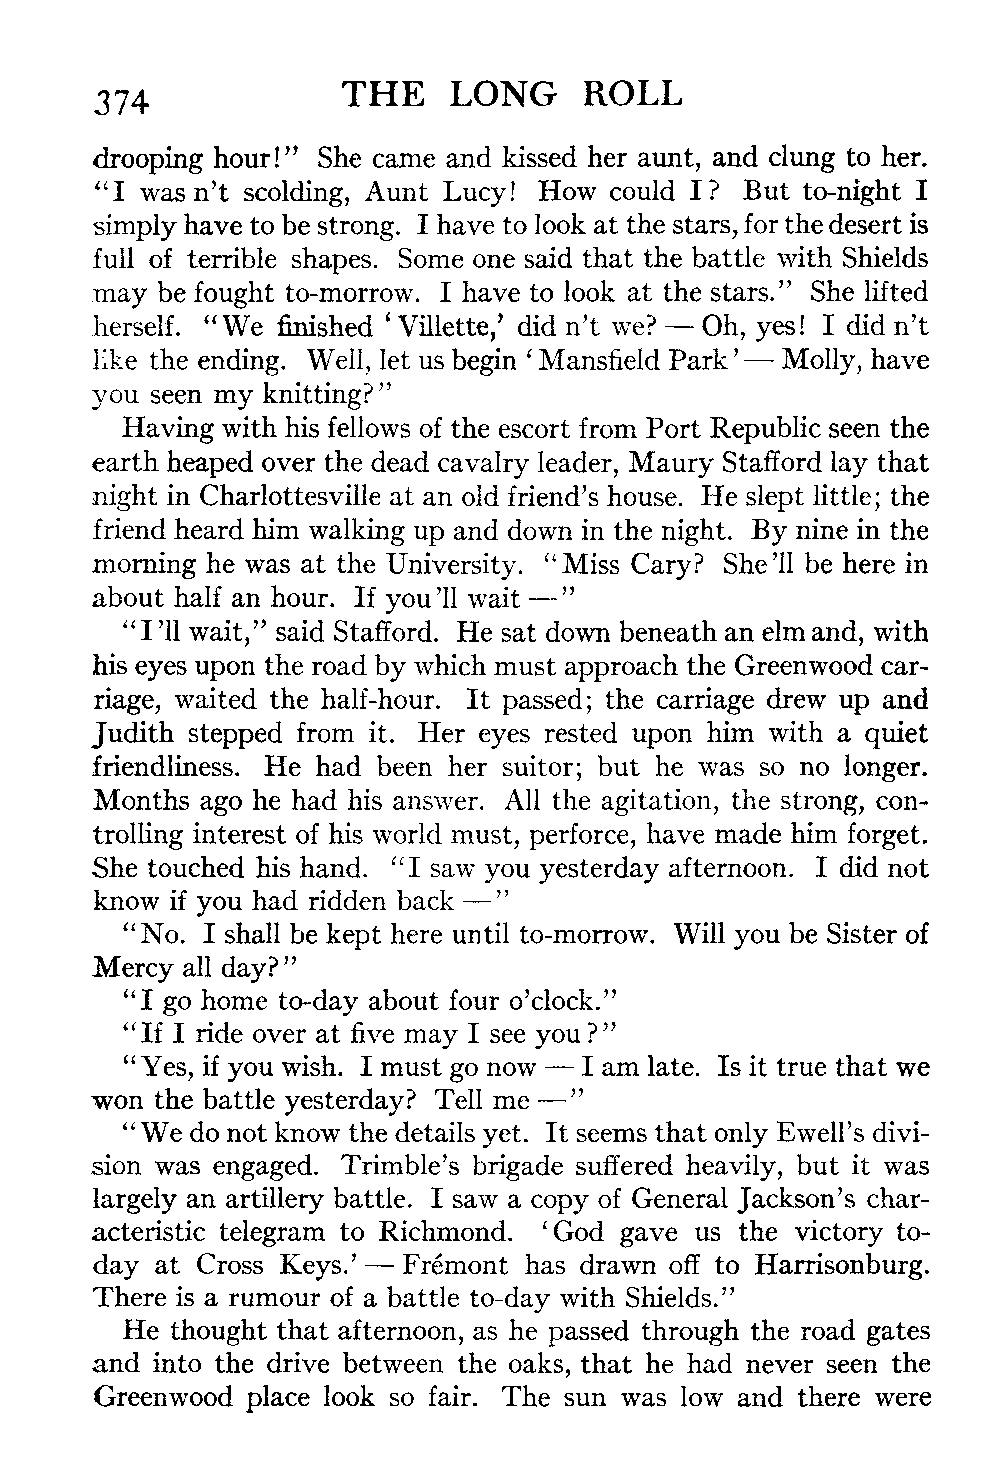 374 THE LONG ROLL
drooping hour!" She came and kissed her aunt, and clung to her.
"I was n't scolding, Aunt Lucy! How could I? But to-night I
simply have to be strong. I have to look at the stars, for the desert is
full of terrible shapes. Some one said that the battle with Shields
may be fought to-morrow. I have to look at the stars." She lifted
herself. "We finished 'Villette,' did n't we? — Oh, yes! I did n't
like the ending. Well, let us begin 'Mansfield Park' — Molly, have
you seen my knitting?"
Having with his fellows of the escort from Port Republic seen the
earth heaped over the dead cavalry leader, Maury Stafford lay that
night in Charlottesville at an old friend's house. He slept little; the
friend heard him walking up and down in the night. By nine in the
morning he was at the University. "Miss Cary? She 'll be here in
about half an hour. If you 'll wait —"
"I 'll wait," said Stafford. He sat down beneath an elm and, with
his eyes upon the road by which must approach the Greenwood car-
riage, waited the half-hour. It passed; the carriage drew up and
Judith stepped from it. Her eyes rested upon him with a quiet
friendliness. He had been her suitor; but he was so no longer.
Months ago he had his answer. All the agitation, the strong, con-
trolling interest of his world must, perforce, have made him forget.
She touched his hand. "I saw you yesterday afternoon. I did not
know if you had ridden back —"
"No. I shall be kept here until to-morrow. Will you be Sister of
Mercy all day?"
"I go home to-day about four o'clock."
"If I ride over at five may I see you?"
"Yes, if you wish. I must go now — I am late. Is it true that we
won the battle yesterday? Tell me —"
"We do not know the details yet. It seems that only Ewell's divi-
sion was engaged. Trimble's brigade suffered heavily, but it was
largely an artillery battle. I saw a copy of General Jackson's char-
acteristic telegram to Richmond. 'God gave us the victory to-
day at Cross Keys.' — Frémont has drawn off to Harrisonburg.
There is a rumour of a battle to-day with Shields."
He thought that afternoon, as he passed through the road gates
and into the drive between the oaks, that he had never seen the
Greenwood place look so fair. The sun was low and there were